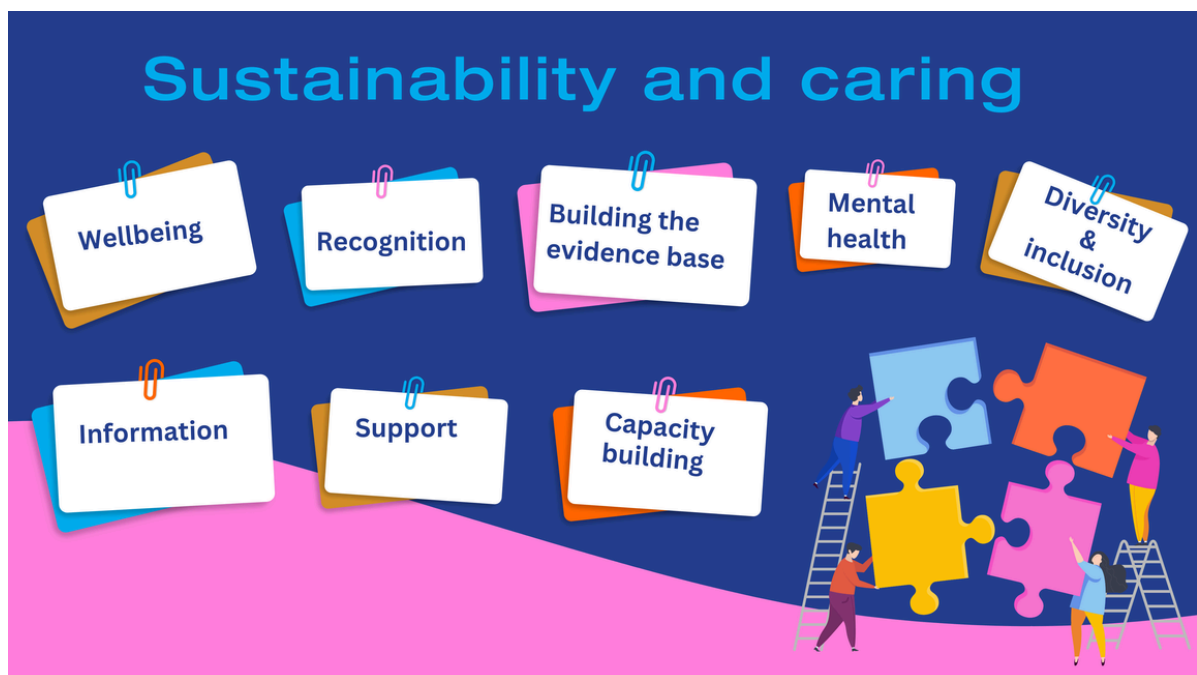 Sustainability and caring
Wellbeing
Recognition
Building the
evidence base
Mental
health
Diversity
&
inclusion
Information
Support
Capacity
building